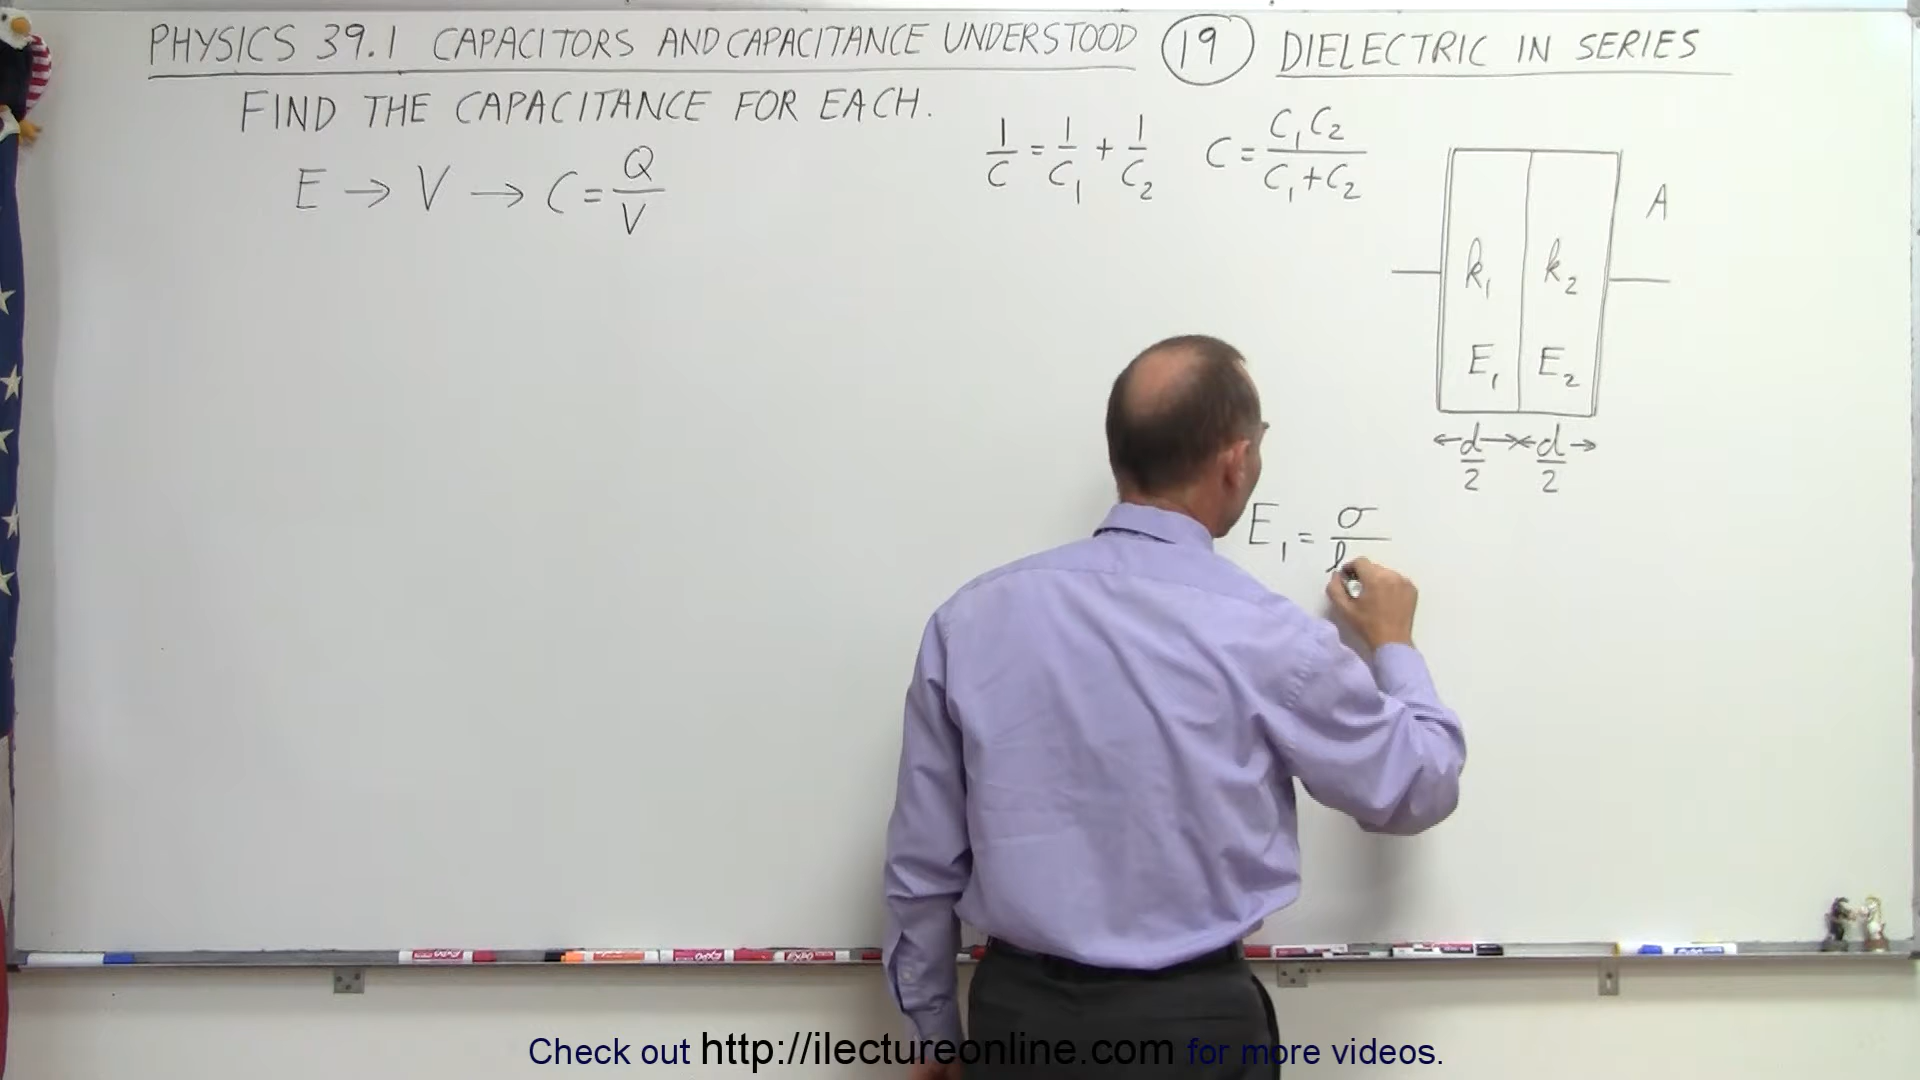 PHYSICS 39.1 CAPACITORS AND CAPACITANCE UNDERSTOOD 19 DIELECTRIC IN SERIES
FIND THE CAPACITANCE FOR EACH.
E → V → C = Q/V
1/C = 1/C₁ + 1/C₂
C = C₁C₂/C₁+C₂
A
k₁ k₂
E₁ E₂
d/2 d/2
E₁ = σ
Check out http://ilectureonline.com for more videos.